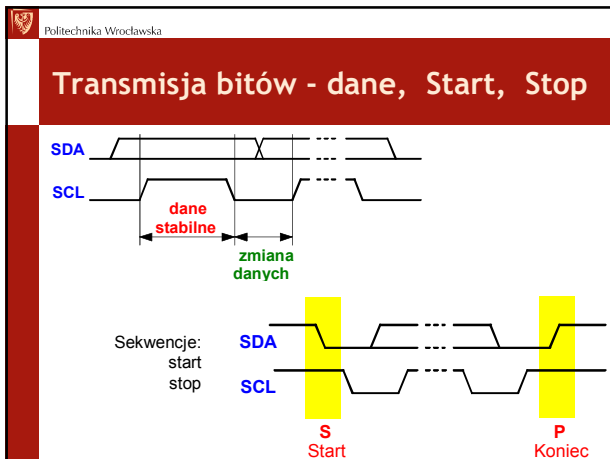 Politechnika Wrocławska
Transmisja bitów - dane, Start, Stop
SDA
SCL
dane
stabilne
zmiana
danych
Sekwencje:
start
stop
SDA
SCL
S
Start
P
Koniec